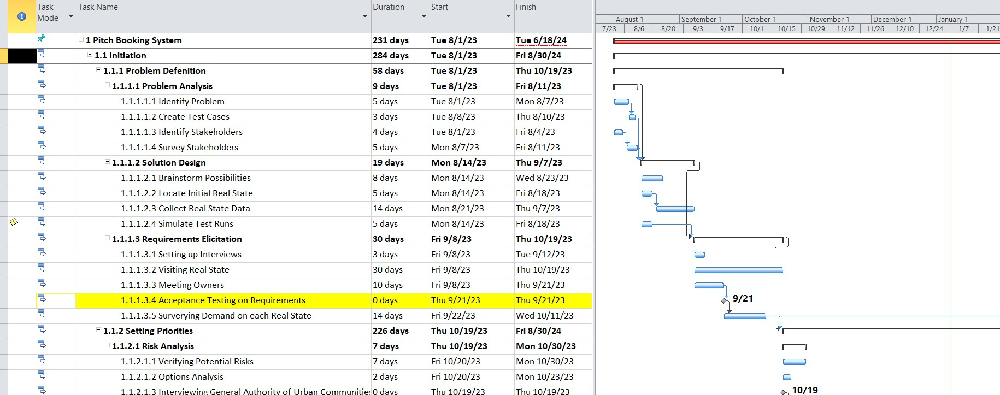 Task Mode Task Name Duration Start Finish
August 1 September 1 October 1 November 1 December 1 January 1
7/23 8/6 8/20 9/3 9/17 10/1 10/15 10/29 11/12 11/26 12/10 12/24 1/7 1/21
1 Pitch Booking System 231 days Tue 8/1/23 Tue 6/18/24
1.1 Initiation 284 days Tue 8/1/23 Fri 8/30/24
1.1.1 Problem Defenition 58 days Tue 8/1/23 Thu 10/19/23
1.1.1.1 Problem Analysis 9 days Tue 8/1/23 Fri 8/11/23
1.1.1.1.1 Identify Problem 5 days Tue 8/1/23 Mon 8/7/23
1.1.1.1.2 Create Test Cases 3 days Tue 8/8/23 Thu 8/10/23
1.1.1.1.3 Identify Stakeholders 4 days Tue 8/1/23 Fri 8/4/23
1.1.1.1.4 Survey Stakeholders 5 days Mon 8/7/23 Fri 8/11/23
1.1.1.2 Solution Design 19 days Mon 8/14/23 Thu 9/7/23
1.1.1.2.1 Brainstorm Possibilities 8 days Mon 8/14/23 Wed 8/23/23
1.1.1.2.2 Locate Initial Real State 5 days Mon 8/14/23 Fri 8/18/23
1.1.1.2.3 Collect Real State Data 14 days Mon 8/21/23 Thu 9/7/23
1.1.1.2.4 Simulate Test Runs 5 days Mon 8/14/23 Fri 8/18/23
1.1.1.3 Requirements Elicitation 30 days Fri 9/8/23 Thu 10/19/23
1.1.1.3.1 Setting up Interviews 3 days Fri 9/8/23 Tue 9/12/23
1.1.1.3.2 Visiting Real State 30 days Fri 9/8/23 Thu 10/19/23
1.1.1.3.3 Meeting Owners 10 days Fri 9/8/23 Thu 9/21/23
1.1.1.3.4 Acceptance Testing on Requirements 0 days Thu 9/21/23 Thu 9/21/23 9/21
1.1.1.3.5 Surverying Demand on each Real State 14 days Fri 9/22/23 Wed 10/11/23
1.1.2 Setting Priorities 226 days Thu 10/19/23 Fri 8/30/24
1.1.2.1 Risk Analysis 7 days Thu 10/19/23 Mon 10/30/23
1.1.2.1.1 Verifying Potential Risks 7 days Fri 10/20/23 Mon 10/30/23
1.1.2.1.2 Options Analysis 2 days Fri 10/20/23 Mon 10/23/23
1.1.2.1.3 Interviewing General Authority of Urban Communities 0 days Thu 10/19/23 Thu 10/19/23 10/19